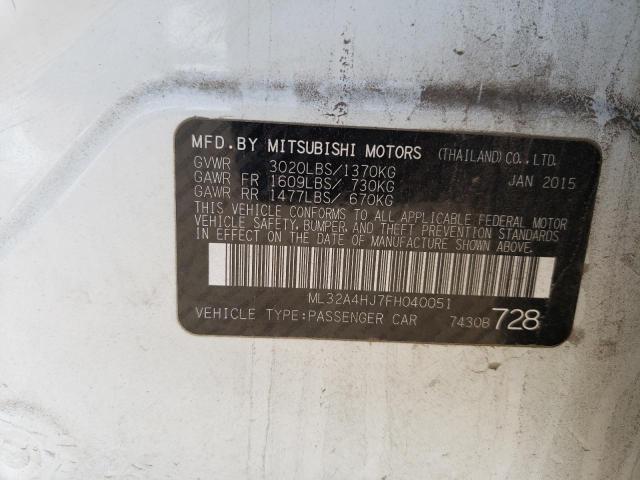 MFD.BY MITSUBISHI MOTORS (THAILAND)CO.,LTD.
GVWR 3020LBS/1370KG JAN 2015
GAWR FR 1609LBS/ 730KG
GAWR RR 1477LBS/ 670KG
THIS VEHICLE CONFORMS TO ALL APPLICABLE FEDERAL MOTOR
VEHICLE SAFETY, BUMPER, AND THEFT PREVENTION STANDARDS
IN EFFECT ON THE DATE OF MANUFACTURE SHOWN ABOVE.
ML32A4HJ7FH040051
VEHICLE TYPE:PASSENGER CAR 7430B 728